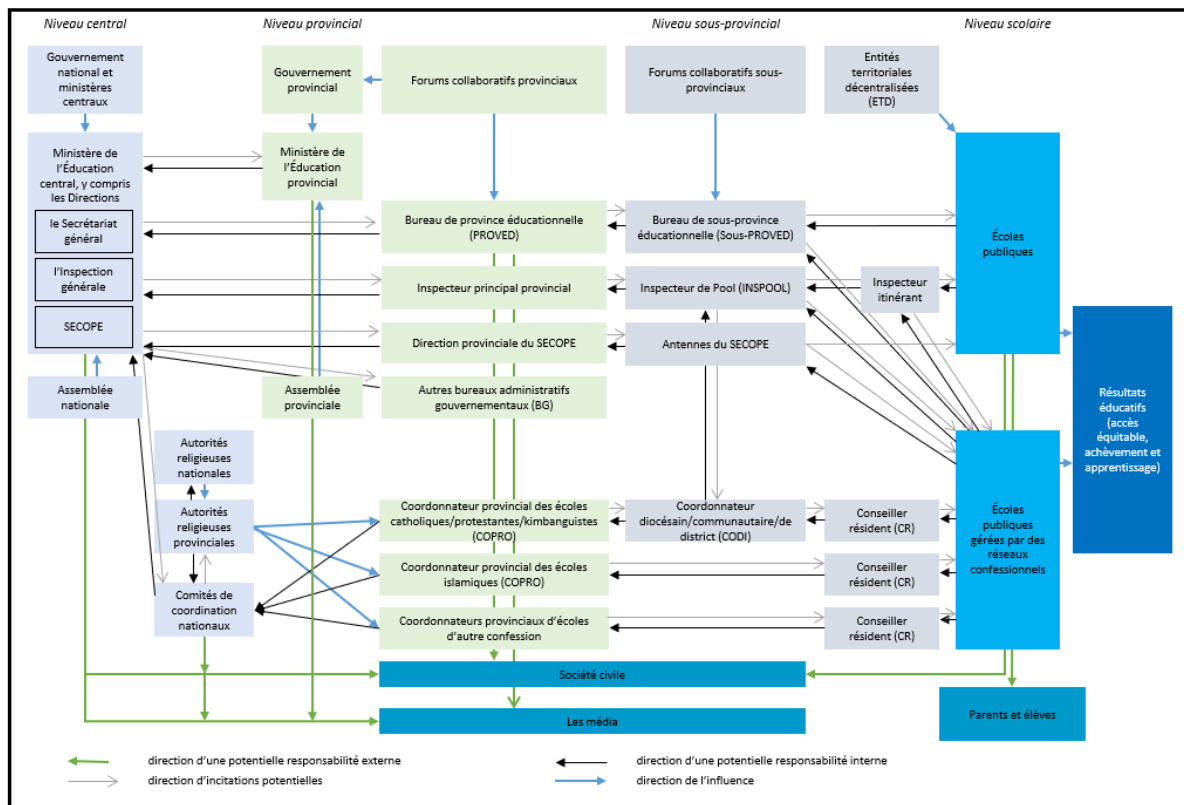 Niveau central
Niveau provincial
Niveau sous-provincial
Niveau scolaire
Gouvernement
national et
ministères
centraux
Gouvernement
provincial
Forums collaboratifs provinciaux
Forums collaboratifs sous-
provinciaux
Entités
territoriales
décentralisées
(ETD)
Ministère de
l'Éducation
central, y compris
les Directions
le Secrétariat
général
l'Inspection
générale
SECOPE
Ministère de
l'Éducation
provincial
Bureau de province éducationnelle
(PROVED)
Bureau de sous-province
éducationnelle (Sous-PROVED)
Écoles
publiques
Inspecteur principal provincial
Inspecteur de Pool (INSPOOL)
Inspecteur
itinérant
Direction provinciale du SECOPE
Antennes du SECOPE
Assemblée
nationale
Assemblée
provinciale
Autres bureaux administratifs
gouvernementaux (BG)
Résultats
éducatifs
(accès
équitable,
achèvement et
apprentissage)
Autorités
religieuses
nationales
Autorités
religieuses
provinciales
Comités de
coordination
nationaux
Coordonnateur provincial des écoles
catholiques/protestantes/kimbanguistes
(COPRO)
Coordonnateur
diocésain/communautaire/de
district (CODI)
Conseiller
résident (CR)
Écoles
publiques
gérées par des
réseaux
confessionnels
Coordonnateur provincial des écoles
islamiques (COPRO)
Conseiller
résident (CR)
Coordonnateurs provinciaux d'écoles
d'autre confession
Conseiller
résident (CR)
Société civile
Les média
Parents et élèves
direction d'une potentielle responsabilité externe
direction d'une potentielle responsabilité interne
direction d'incitations potentielles
direction de l'influence